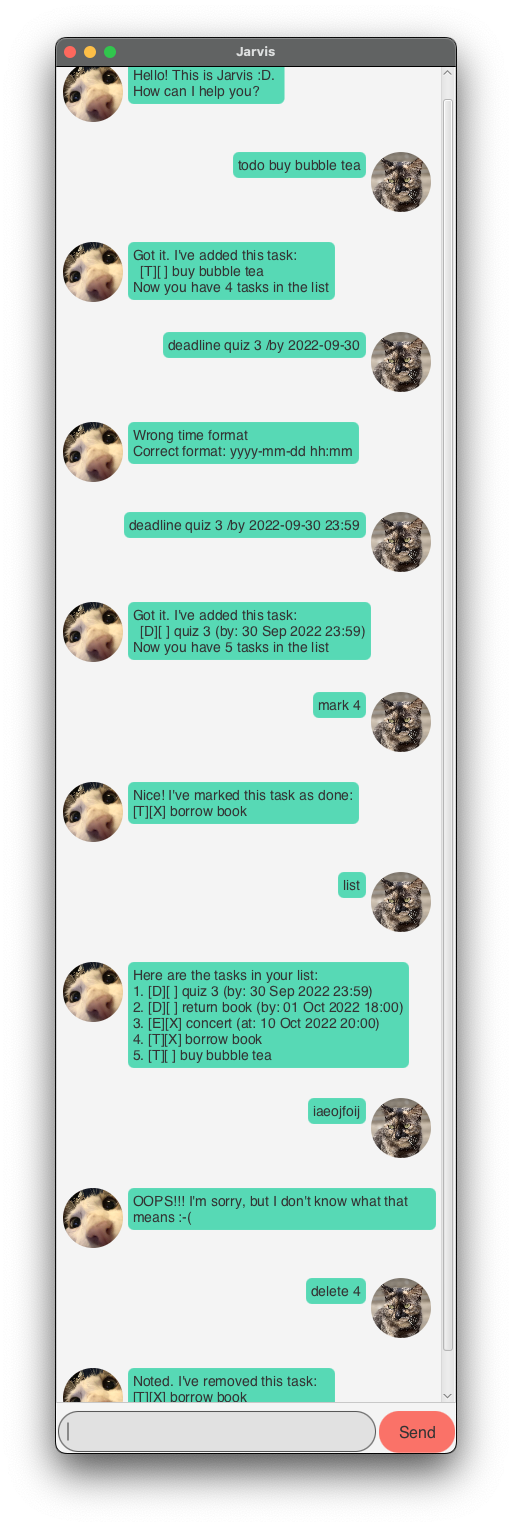 Jarvis
Hello! This is Jarvis :D.
How can I help you?
todo buy bubble tea
Got it. I've added this task:
[T][ ] buy bubble tea
Now you have 4 tasks in the list
deadline quiz 3 /by 2022-09-30
Wrong time format
Correct format: yyyy-mm-dd hh:mm
deadline quiz 3 /by 2022-09-30 23:59
Got it. I've added this task:
[D][ ] quiz 3 (by: 30 Sep 2022 23:59)
Now you have 5 tasks in the list
mark 4
Nice! I've marked this task as done:
[T][X] borrow book
list
Here are the tasks in your list:
1. [D][ ] quiz 3 (by: 30 Sep 2022 23:59)
2. [D][ ] return book (by: 01 Oct 2022 18:00)
3. [E][X] concert (at: 10 Oct 2022 20:00)
4. [T][X] borrow book
5. [T][ ] buy bubble tea
iaeojfoij
OOPS!!! I'm sorry, but I don't know what that
means :-(
delete 4
Noted. I've removed this task:
[T][X] borrow book
Send